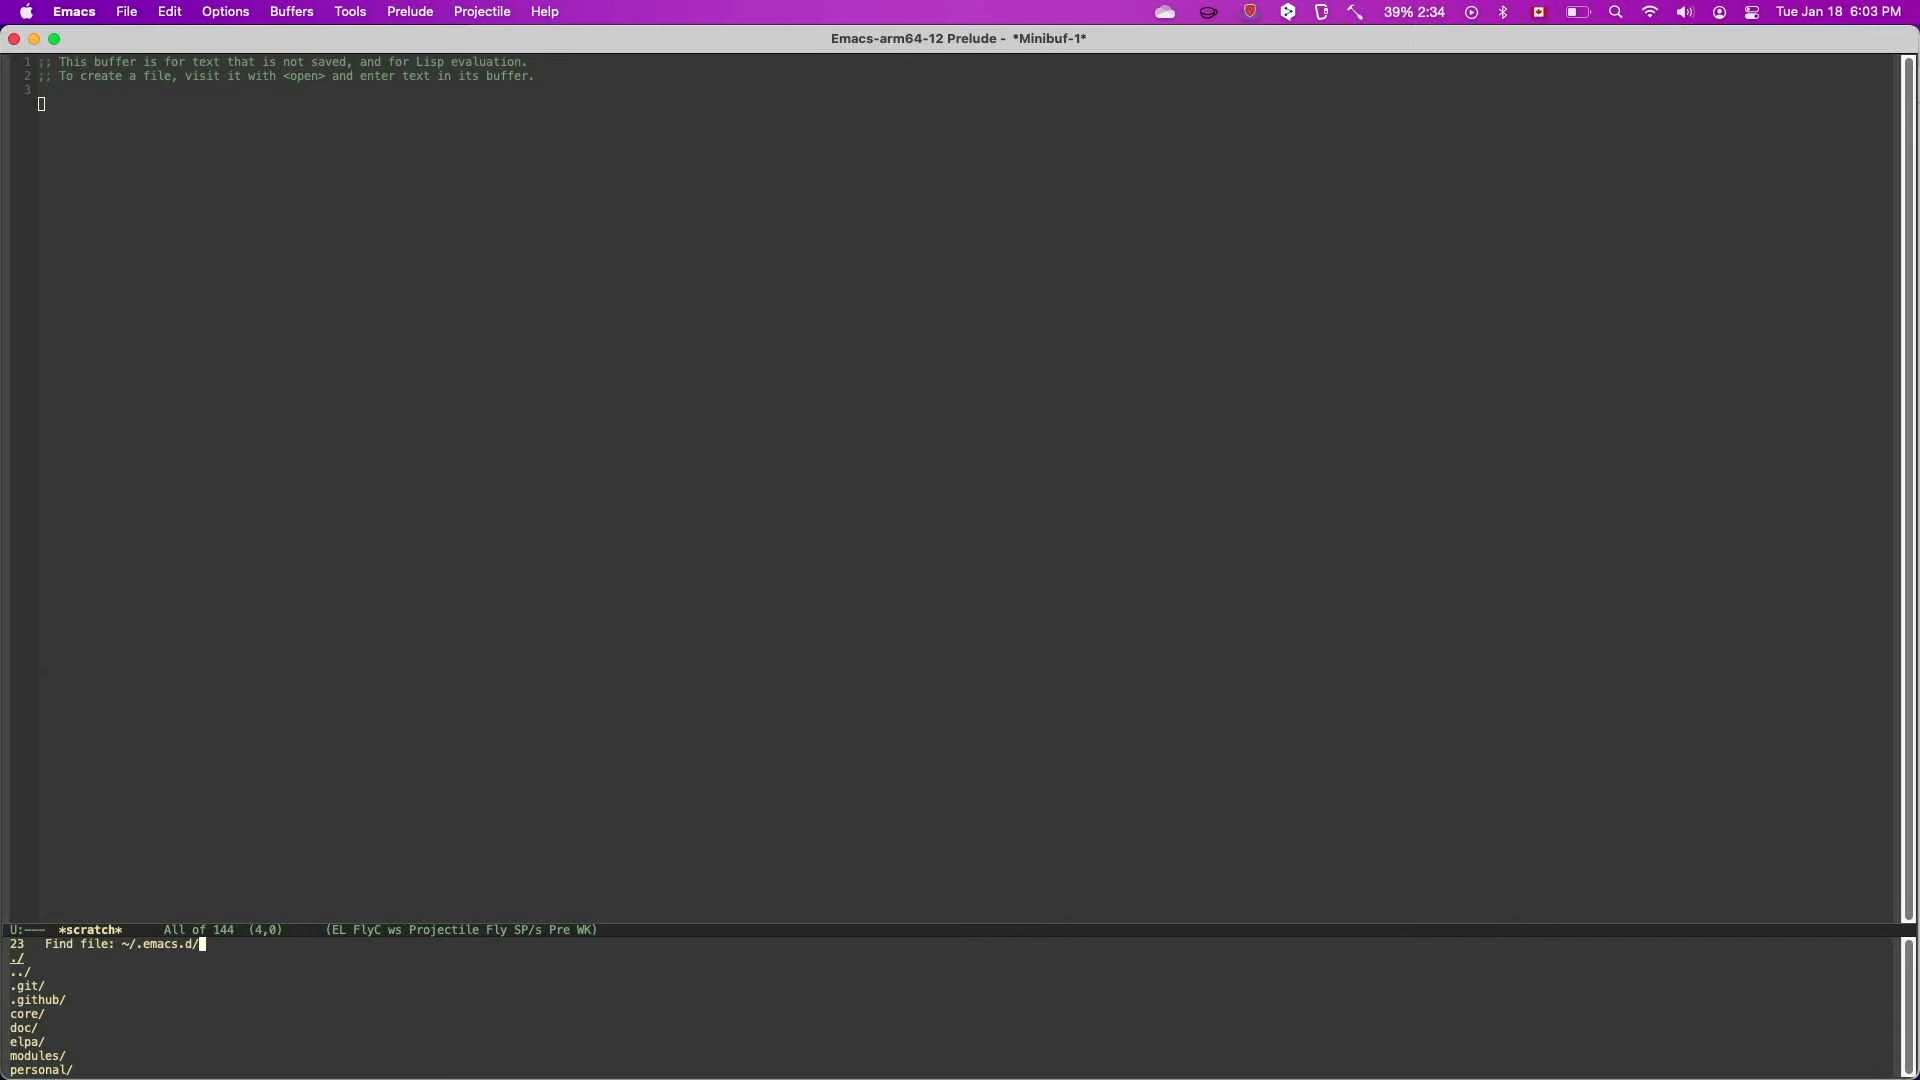 Emacs File Edit Options Buffers Tools Prelude Projectile Help 39% 2:34 Tue Jan 18 6:03 PM
Emacs-arm64-12 Prelude - *Minibuf-1*
1 ;; This buffer is for text that is not saved, and for Lisp evaluation.
2 ;; To create a file, visit it with <open> and enter text in its buffer.
3
U:--- *scratch* All of 144 (4,0) (EL FlyC ws Projectile Fly SP/s Pre WK)
23 Find file: ~/.emacs.d/
./
../
.git/
.github/
core/
doc/
elpa/
modules/
personal/